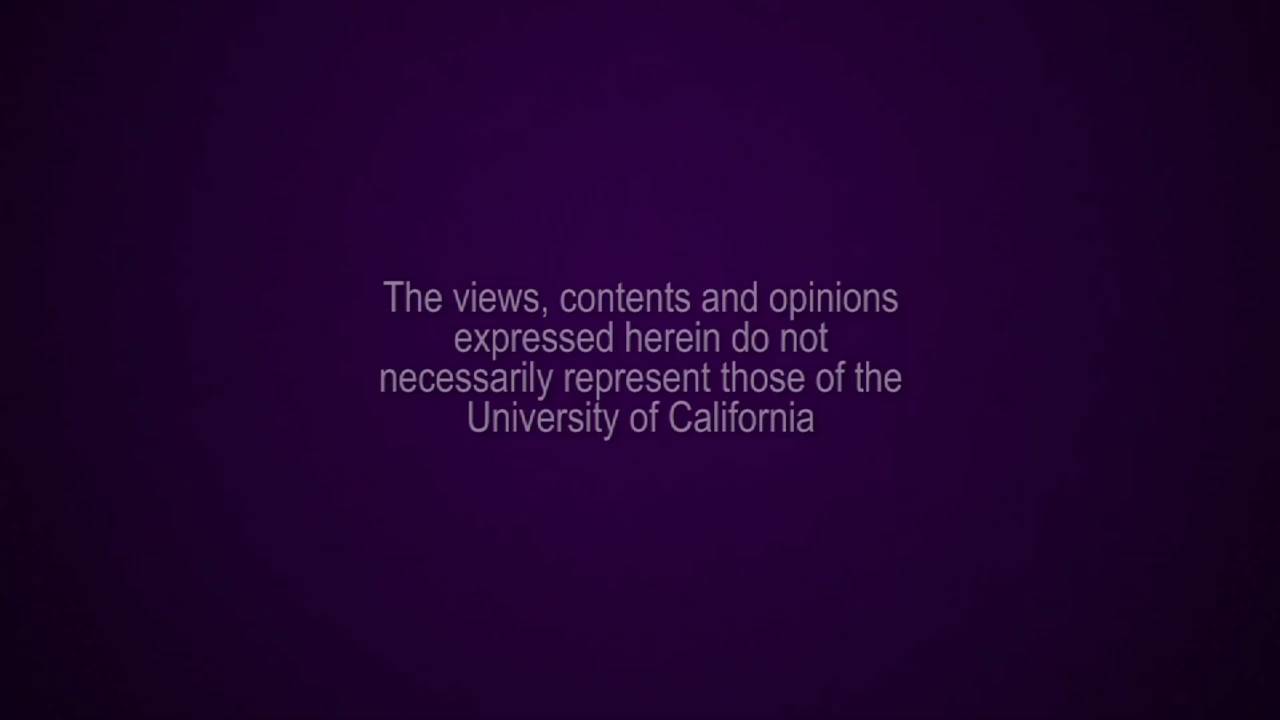 The views, contents and opinions
expressed herein do not
necessarily represent those of the
University of California